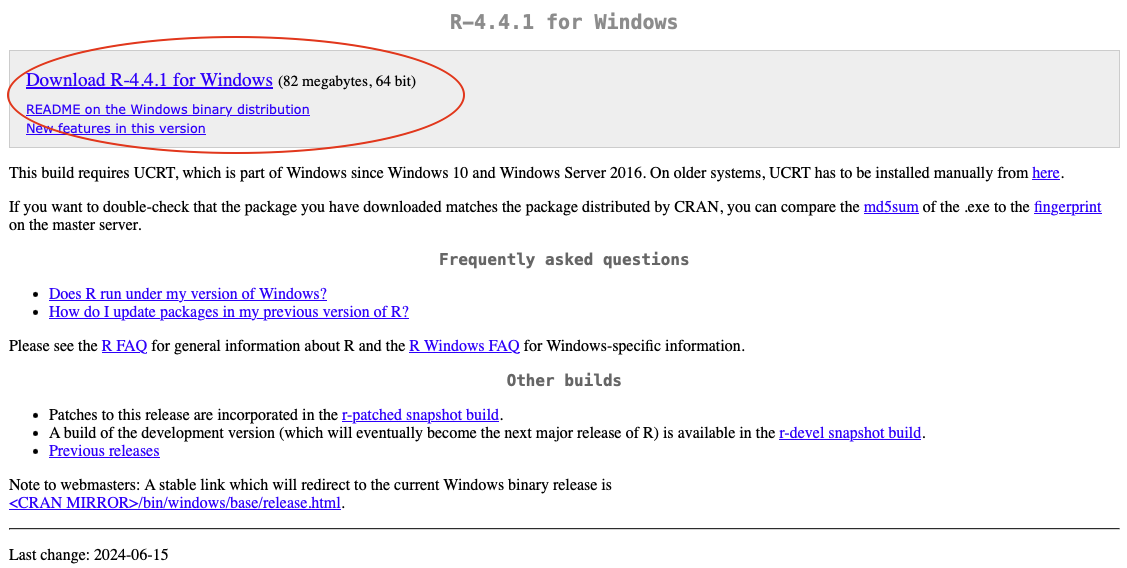 R-4.4.1 for Windows
Download R-4.4.1 for Windows (82 megabytes, 64 bit)
README on the Windows binary distribution
New features in this version
This build requires UCRT, which is part of Windows since Windows 10 and Windows Server 2016. On older systems, UCRT has to be installed manually from here.
If you want to double-check that the package you have downloaded matches the package distributed by CRAN, you can compare the md5sum of the .exe to the fingerprint
on the master server.
Frequently asked questions
• Does R run under my version of Windows?
• How do I update packages in my previous version of R?
Please see the R FAQ for general information about R and the R Windows FAQ for Windows-specific information.
Other builds
• Patches to this release are incorporated in the r-patched snapshot build.
• A build of the development version (which will eventually become the next major release of R) is available in the r-devel snapshot build.
• Previous releases
Note to webmasters: A stable link which will redirect to the current Windows binary release is
<CRAN MIRROR>/bin/windows/base/release.html.
Last change: 2024-06-15